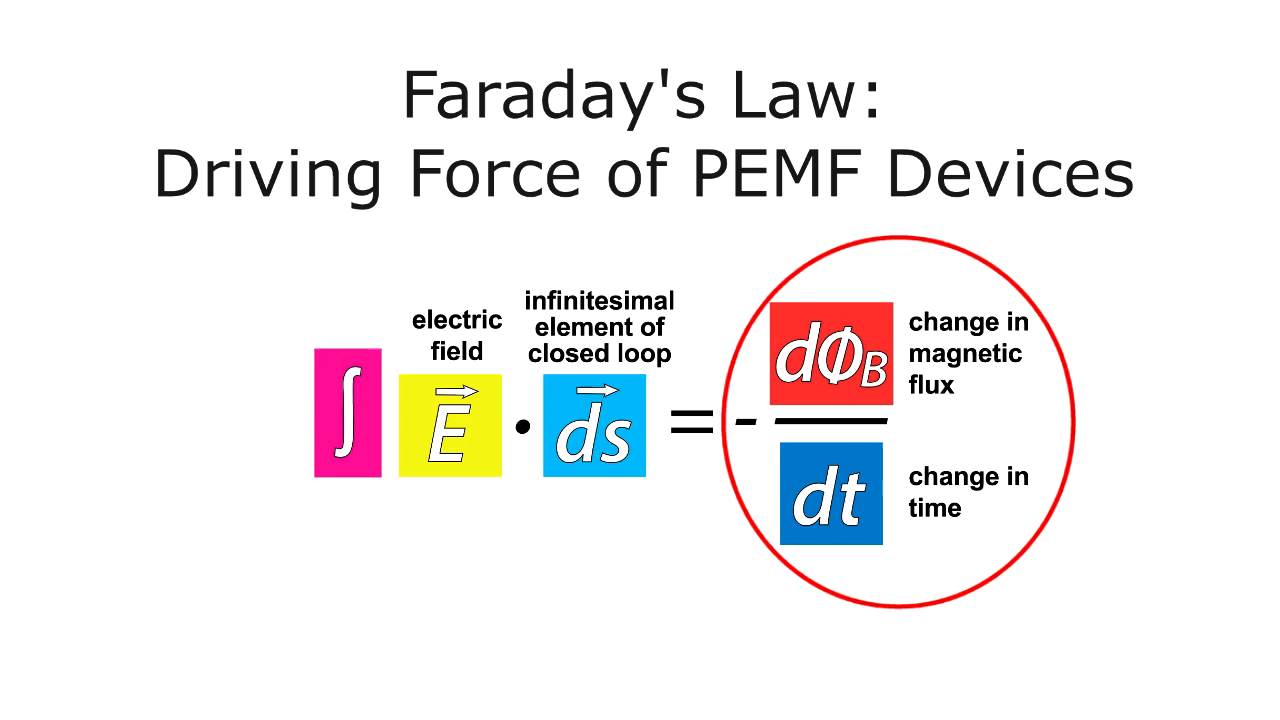 Faraday's Law:
Driving Force of PEMF Devices
electric
field
infinitesimal
element of
closed loop
∫ E⃗ • d⃗s = - dΦB
dt
change in
magnetic
flux
change in
time